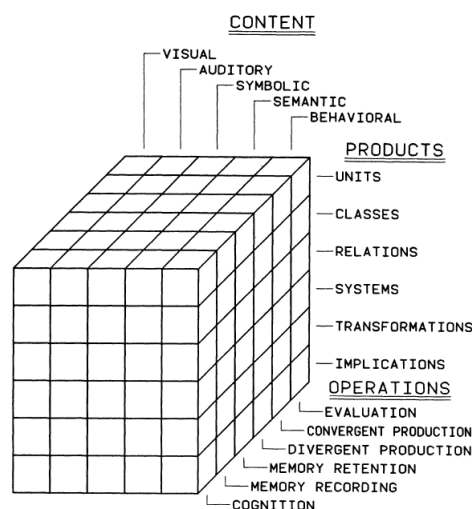 CONTENT
VISUAL
AUDITORY
SYMBOLIC
SEMANTIC
BEHAVIORAL
PRODUCTS
UNITS
CLASSES
RELATIONS
SYSTEMS
TRANSFORMATIONS
IMPLICATIONS
OPERATIONS
EVALUATION
CONVERGENT PRODUCTION
DIVERGENT PRODUCTION
MEMORY RETENTION
MEMORY RECORDING
COGNITION